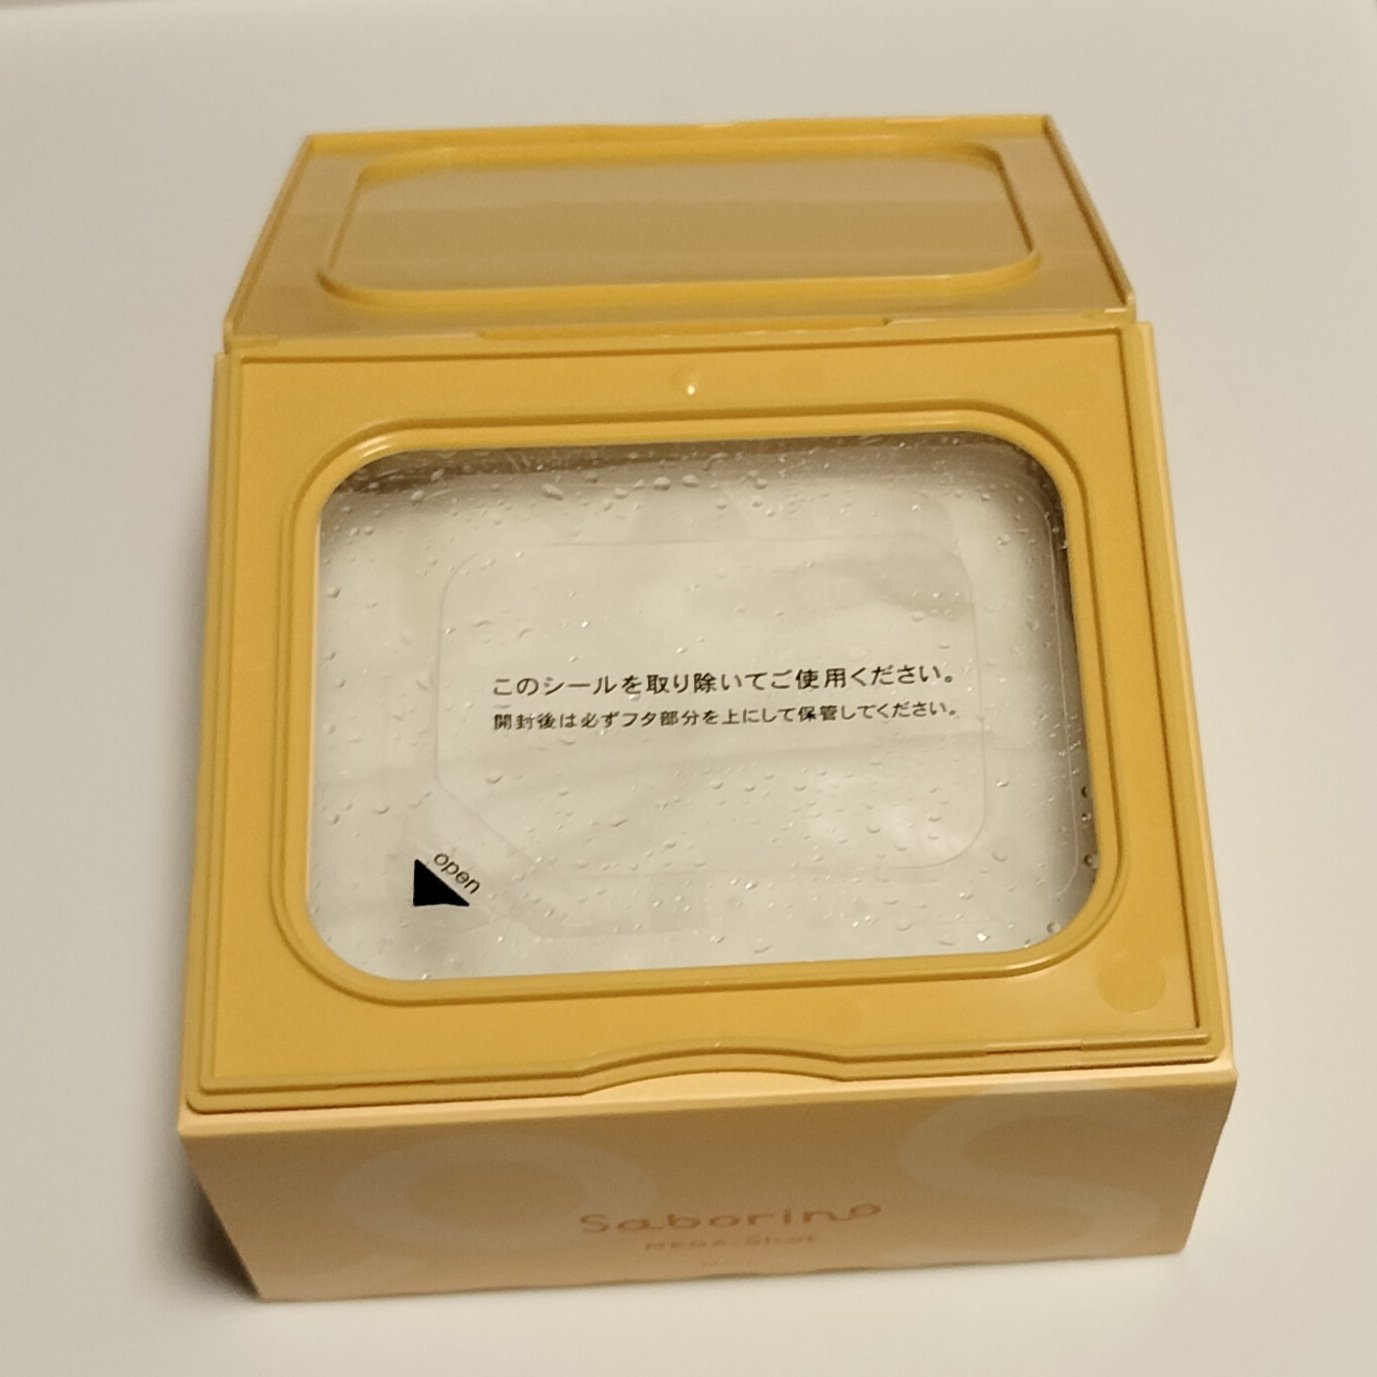 このシールを取り除いてご使用ください。
開封後は必ずフタ部分を上にして保管してください。
open
Saborino
MEGA Shot